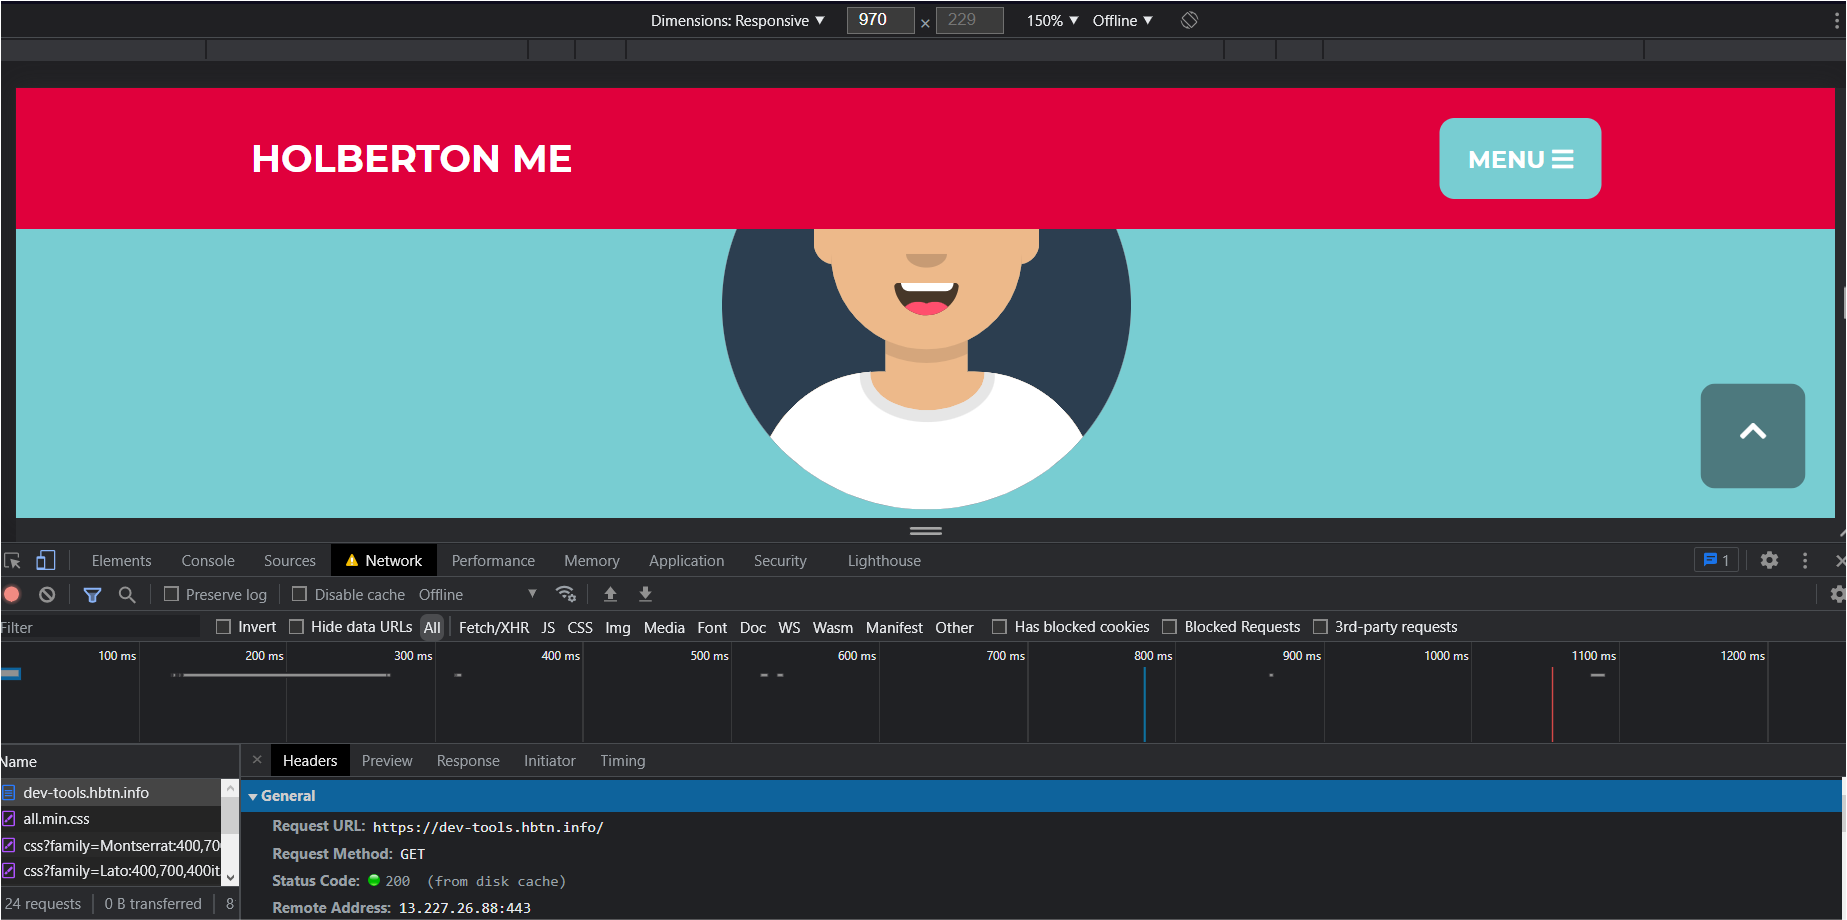 Dimensions: Responsive ▼ 970 × 229 150% ▼ Offline ▼
HOLBERTON ME
MENU
Elements Console Sources Network Performance Memory Application Security Lighthouse 1
Preserve log Disable cache Offline ▼
Filter Invert Hide data URLs All Fetch/XHR JS CSS Img Media Font Doc WS Wasm Manifest Other Has blocked cookies Blocked Requests 3rd-party requests
100 ms 200 ms 300 ms 400 ms 500 ms 600 ms 700 ms 800 ms 900 ms 1000 ms 1100 ms 1200 ms
Name
dev-tools.hbtn.info
all.min.css
css?family=Montserrat:400,70
css?family=Lato:400,700,400it
24 requests 0 B transferred 8
× Headers Preview Response Initiator Timing
General
Request URL: https://dev-tools.hbtn.info/
Request Method: GET
Status Code: 200 (from disk cache)
Remote Address: 13.227.26.88:443